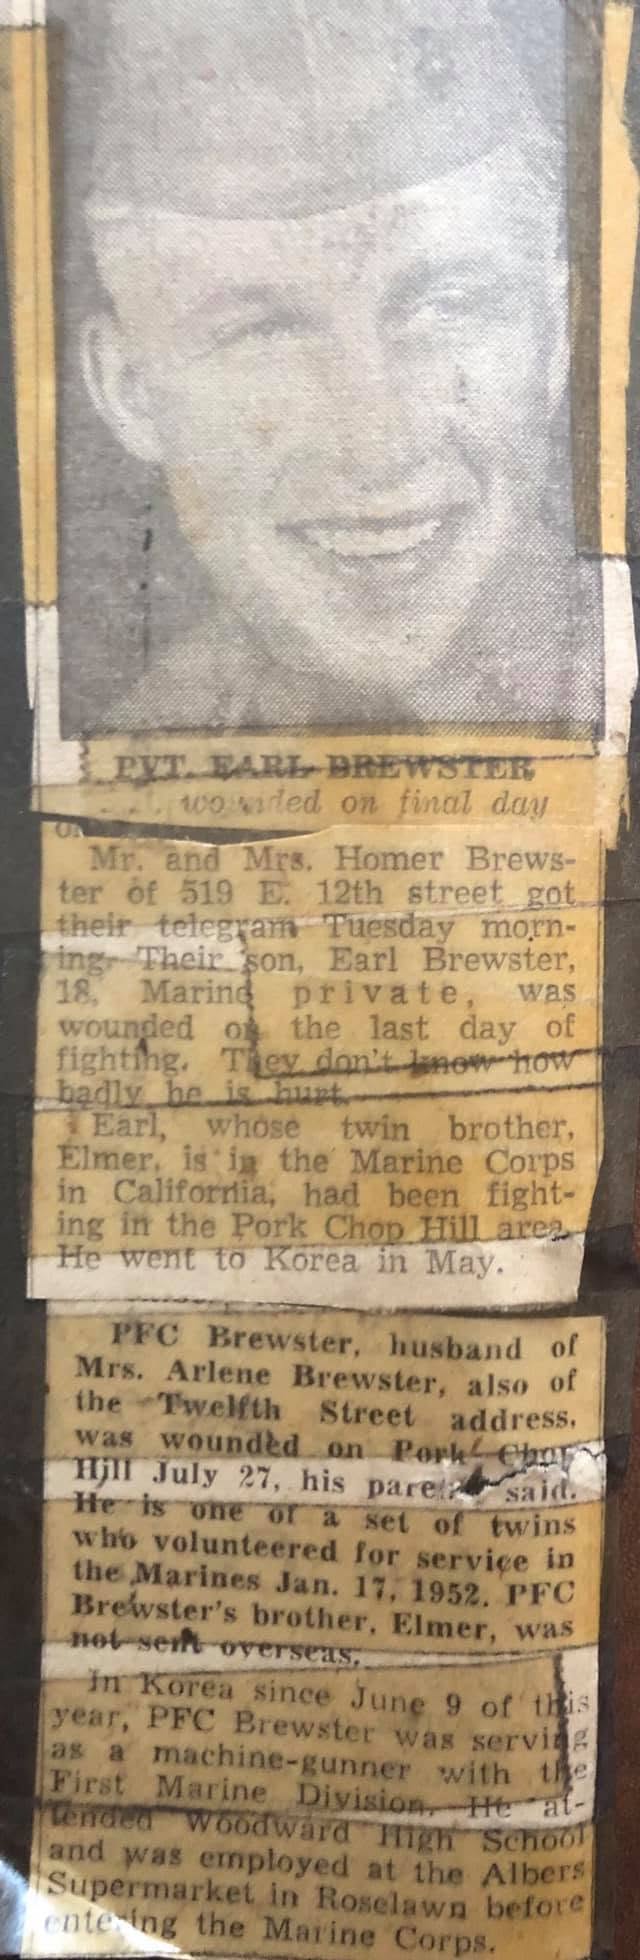 PVT. EARL BREWSTER
. . . wounded on final day
Mr. and Mrs. Homer Brews-
ter of 519 E. 12th street got
their telegram Tuesday morn-
ing. Their son, Earl Brewster,
18, Marine private, was
wounded on the last day of
fighting. They don't know how
badly he is hurt.
Earl, whose twin brother,
Elmer, is in the Marine Corps
in California, had been fight-
ing in the Pork Chop Hill area.
He went to Korea in May.
PFC Brewster, husband of
Mrs. Arlene Brewster, also of
the Twelfth Street address,
was wounded on Pork Chop
Hill July 27, his parents said.
He is one of a set of twins
who volunteered for service in
the Marines Jan. 17, 1952. PFC
Brewster's brother, Elmer, was
not sent overseas.
In Korea since June 9 of this
year, PFC Brewster was serving
as a machine-gunner with the
First Marine Division. He at-
tended Woodward High School
and was employed at the Albers
Supermarket in Roselawn before
entering the Marine Corps.